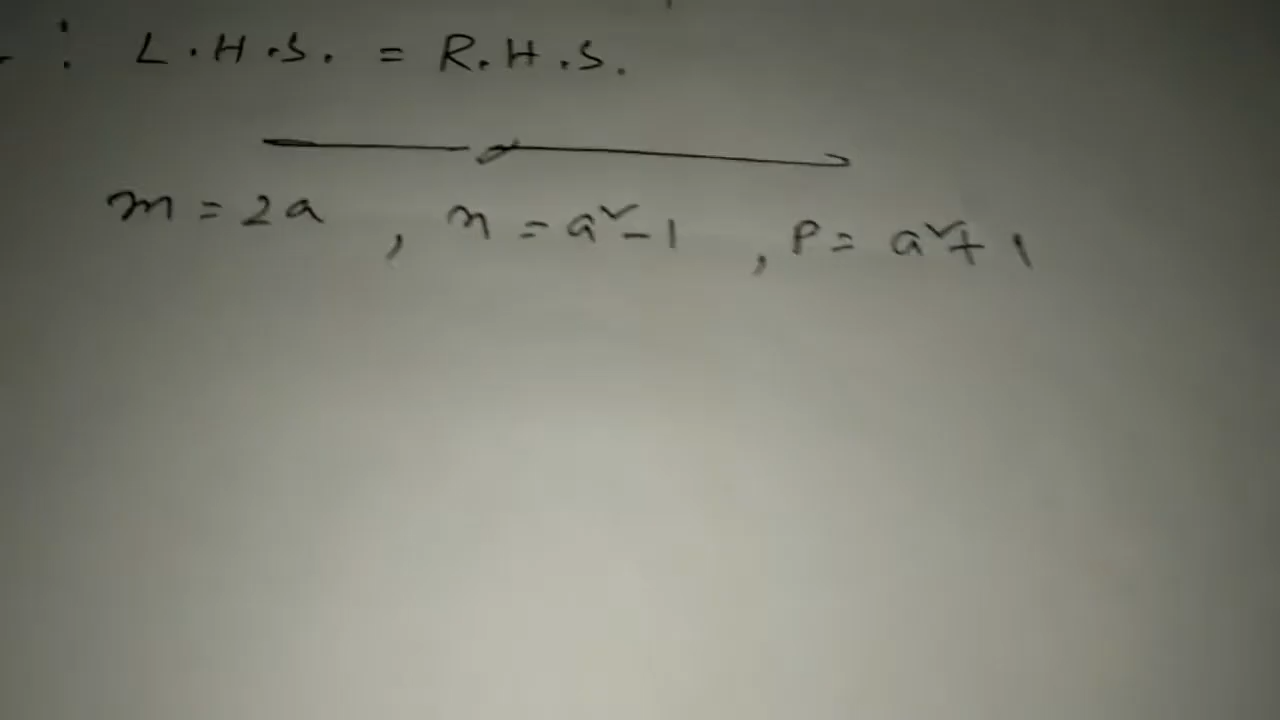 ∴ L.H.S. = R.H.S.
m = 2a , n = a² - 1 , p = a² + 1